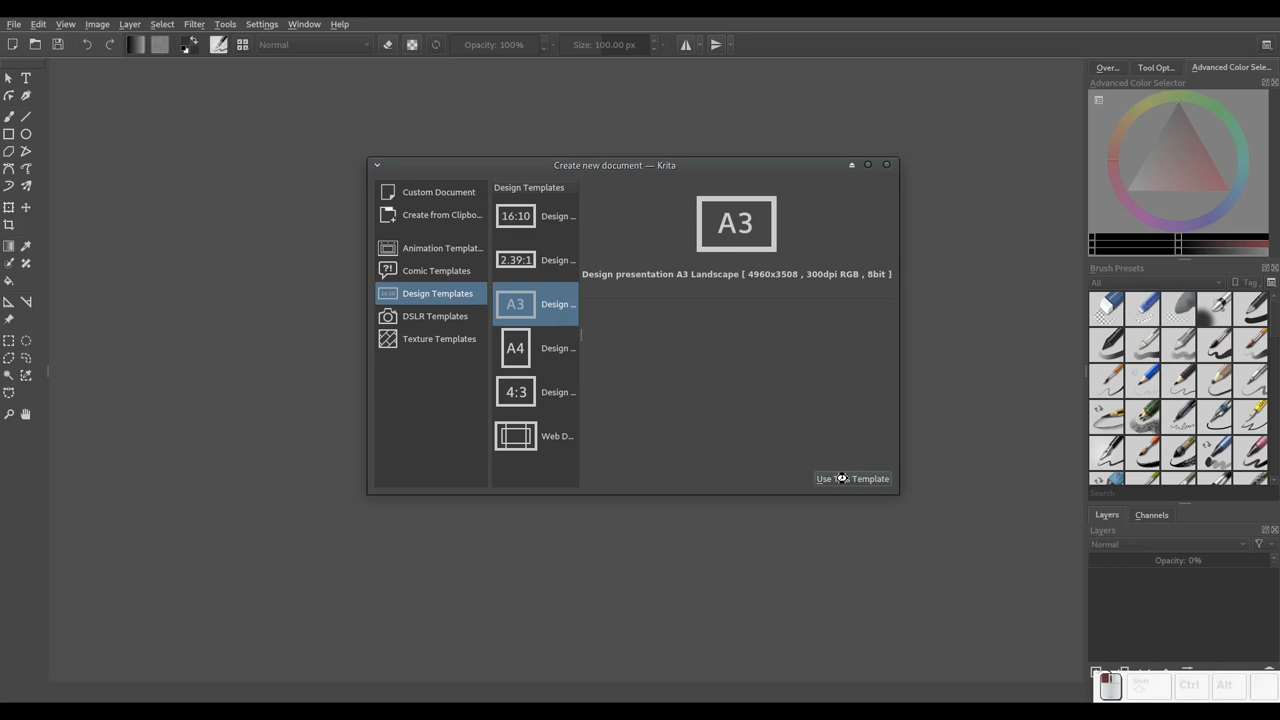 File Edit View Image Layer Select Filter Tools Settings Window Help
Normal Opacity: 100% Size: 100.00 px
Over... Tool Opt... Advanced Color Sele...
Advanced Color Selector
Create new document — Krita
Custom Document
Create from Clipbo...
Animation Templat...
Comic Templates
Design Templates
DSLR Templates
Texture Templates
Design Templates
16:10 Design ...
2.39:1 Design ...
A3 Design ...
A4 Design ...
4:3 Design ...
Web D...
A3
Design presentation A3 Landscape [ 4960x3508 , 300dpi RGB , 8bit ]
Use Template
Brush Presets
All Tag
Search
Layers Channels
Layers
Normal
Opacity: 0%
Shift Ctrl Alt